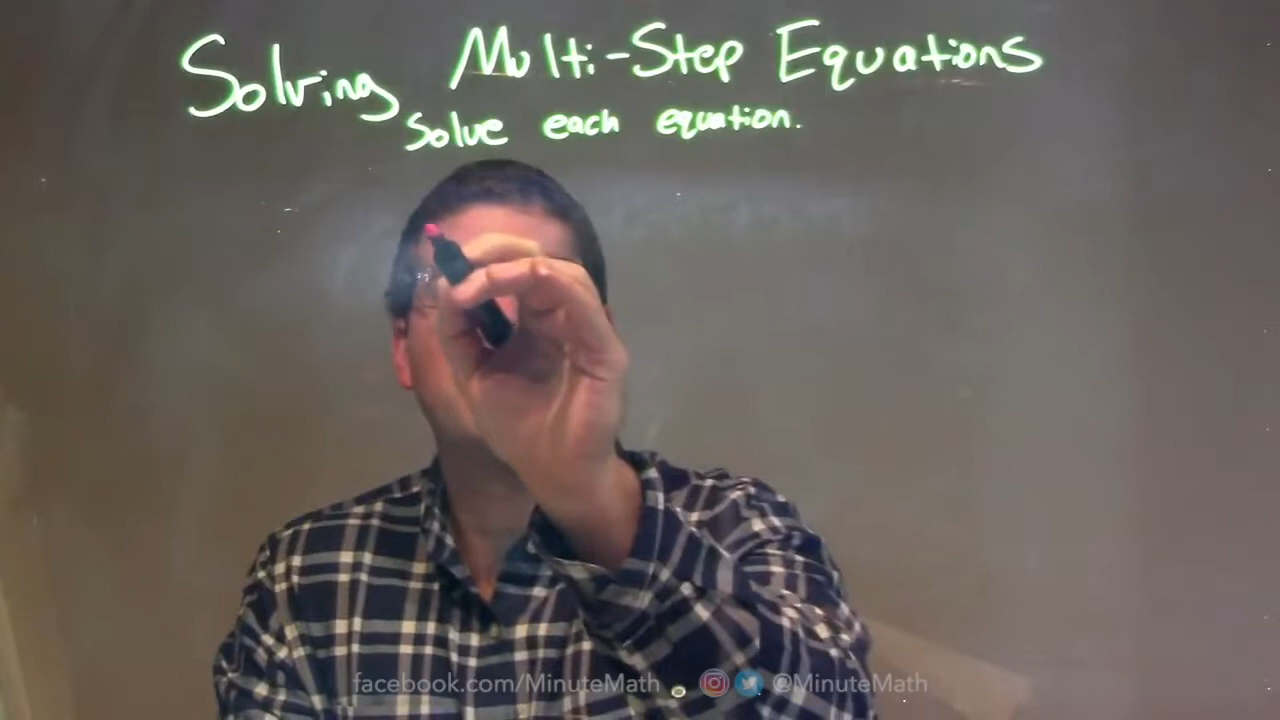 Solving Multi-Step Equations
Solve each equation.
facebook.com/MinuteMath @MinuteMath